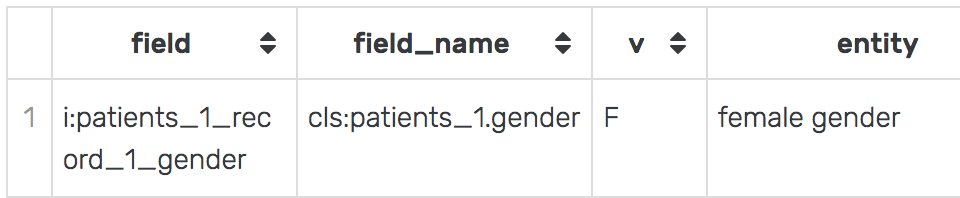 field field_name v entity
1 i:patients_1_rec cls:patients_1.gender F female gender
ord_1_gender